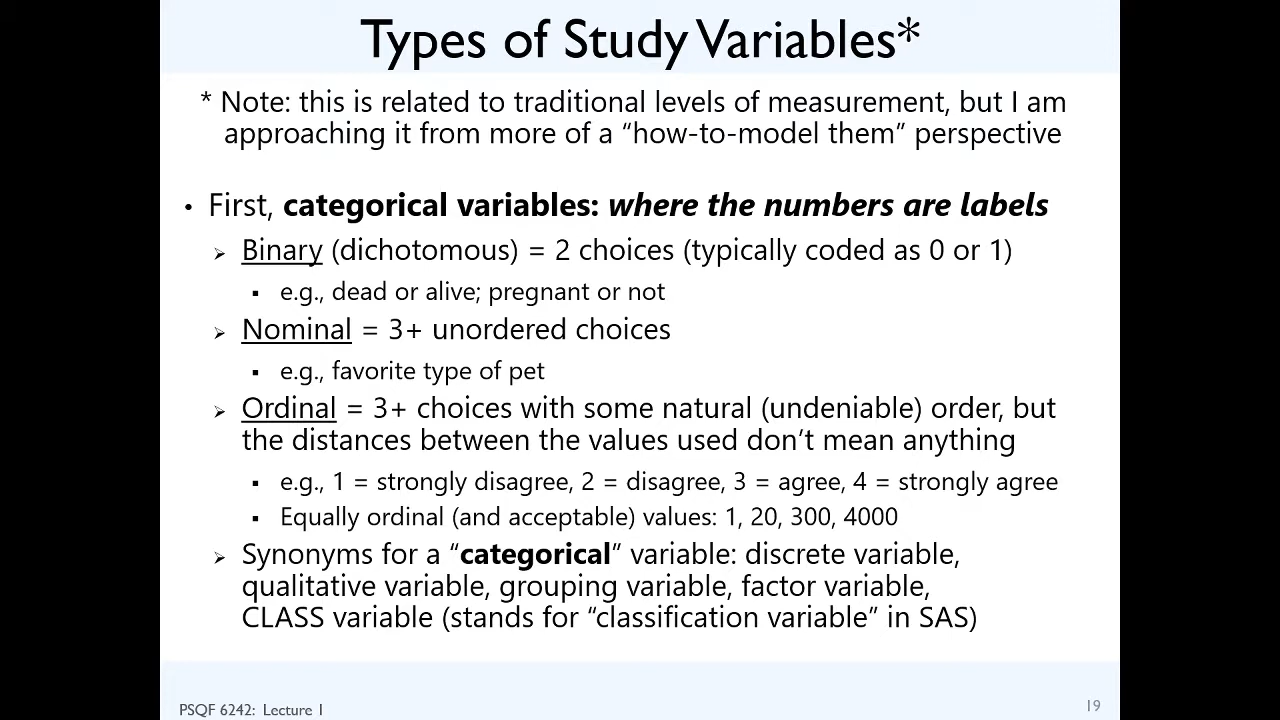 Types of Study Variables*
* Note: this is related to traditional levels of measurement, but I am
approaching it from more of a “how-to-model them” perspective
• First, categorical variables: where the numbers are labels
➢ Binary (dichotomous) = 2 choices (typically coded as 0 or 1)
▪ e.g., dead or alive; pregnant or not
➢ Nominal = 3+ unordered choices
▪ e.g., favorite type of pet
➢ Ordinal = 3+ choices with some natural (undeniable) order, but
the distances between the values used don’t mean anything
▪ e.g., 1 = strongly disagree, 2 = disagree, 3 = agree, 4 = strongly agree
▪ Equally ordinal (and acceptable) values: 1, 20, 300, 4000
➢ Synonyms for a “categorical” variable: discrete variable,
qualitative variable, grouping variable, factor variable,
CLASS variable (stands for “classification variable” in SAS)
PSQF 6242: Lecture 1
19